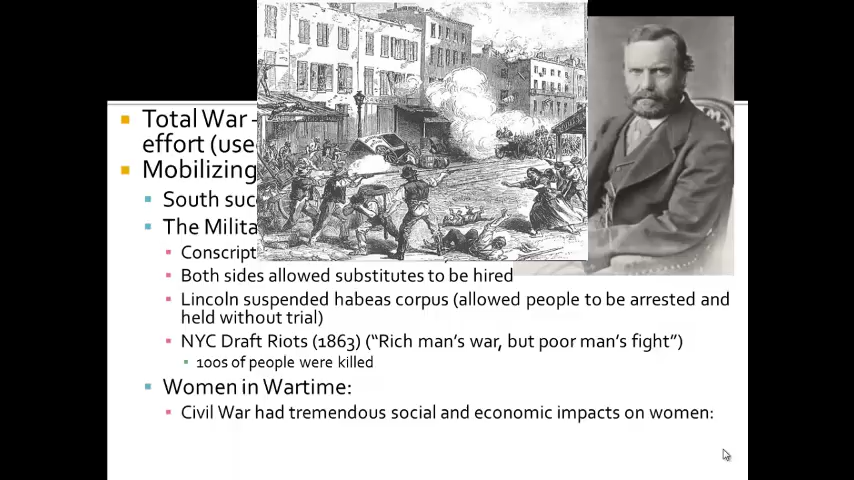 Total War -
effort (use
Mobilizing
South suc
The Milita
Conscript
Both sides allowed substitutes to be hired
Lincoln suspended habeas corpus (allowed people to be arrested and
held without trial)
NYC Draft Riots (1863) (“Rich man’s war, but poor man’s fight”)
100s of people were killed
Women in Wartime:
Civil War had tremendous social and economic impacts on women: